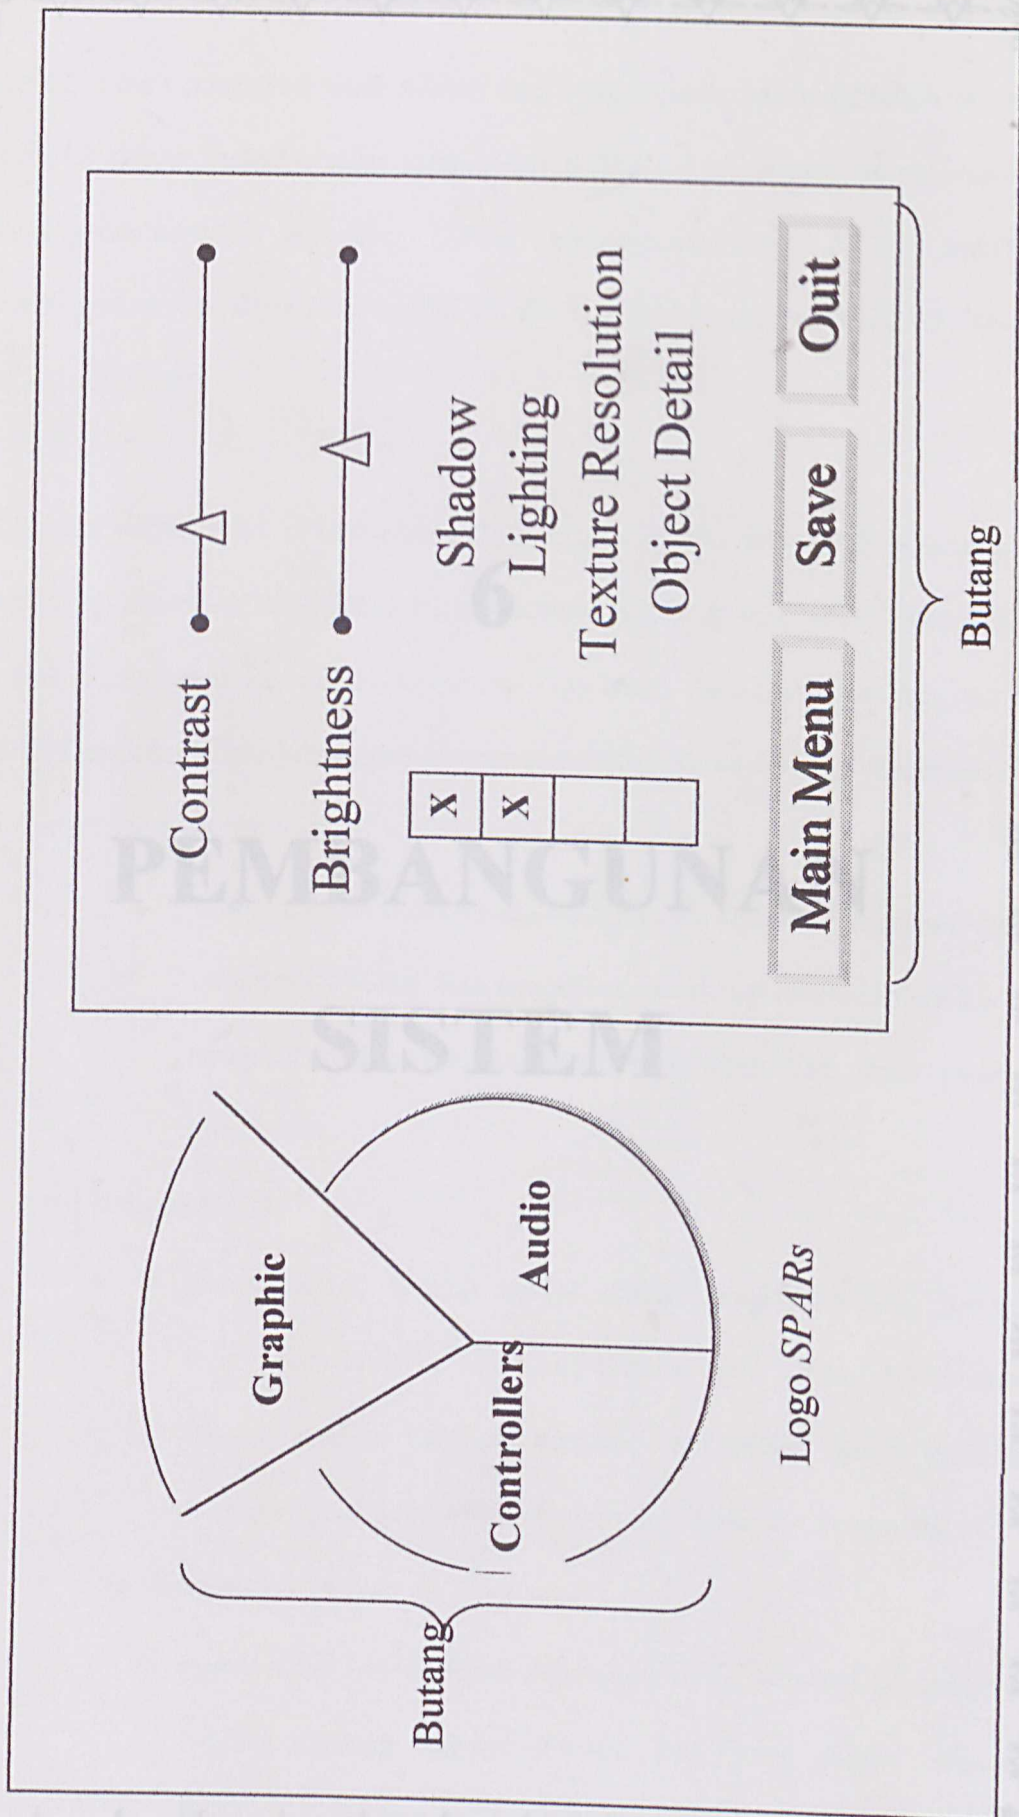 Butang
Graphic
Controllers
Audio
Logo SPARs
Contrast
Brightness
X Shadow
X Lighting
Texture Resolution
Object Detail
Main Menu Save Ouit
Butang
6
PEMBANGUNAN
SISTEM